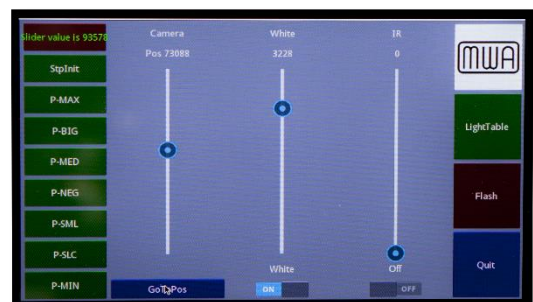 Slider value is 93578
StpInit
P-MAX
P-BIG
P-MED
P-NEG
P-SML
P-SLC
P-MIN
Camera
Pos 73088
GoToPos
White
3228
White
ON
IR
0
Off
OFF
MWA
LightTable
Flash
Quit